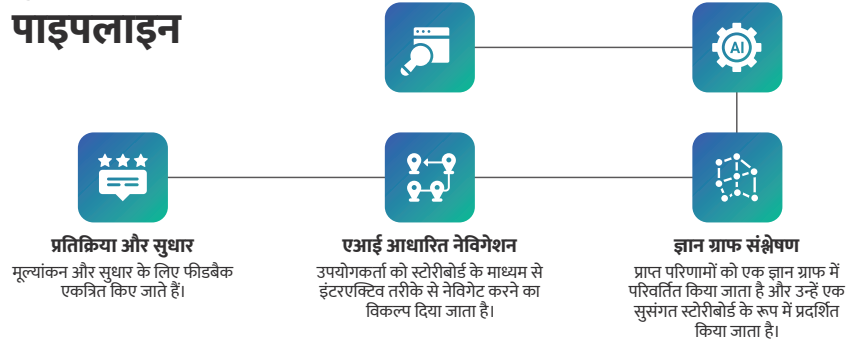 पाइपलाइन
AI
प्रतिक्रिया और सुधार
मूल्यांकन और सुधार के लिए फीडबैक
एकत्रित किए जाते हैं।
एआई आधारित नेविगेशन
उपयोगकर्ता को स्टोरीबोर्ड के माध्यम से
इंटरएक्टिव तरीके से नेविगेट करने का
विकल्प दिया जाता है।
ज्ञान ग्राफ संश्लेषण
प्राप्त परिणामों को एक ज्ञान ग्राफ में
परिवर्तित किया जाता है और उन्हें एक
सुसंगत स्टोरीबोर्ड के रूप में प्रदर्शित
किया जाता है।